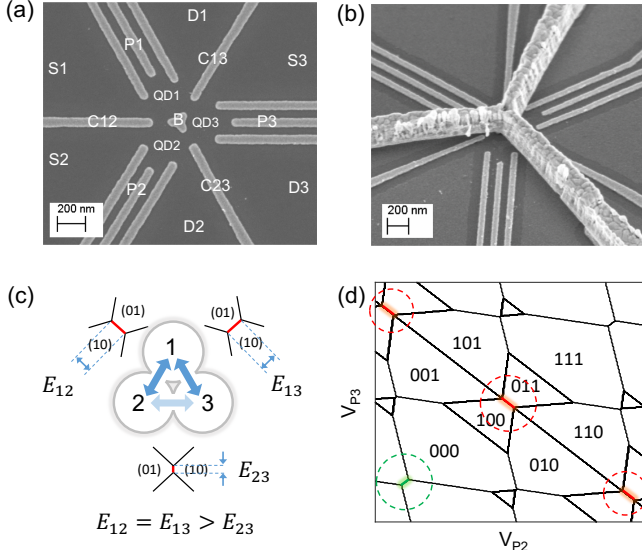 (a)
D1
P1
C13
S1
S3
QD1
C12
B
QD3
P3
QD2
S2
P2
C23
D3
D2
200 nm
(b)
200 nm
(c)
(01)
(10)
(01)
(10)
E12
E13
1
2
3
(01)
(10)
E23
E12 = E13 > E23
(d)
101
111
001
011
100
110
000
010
VP3
VP2